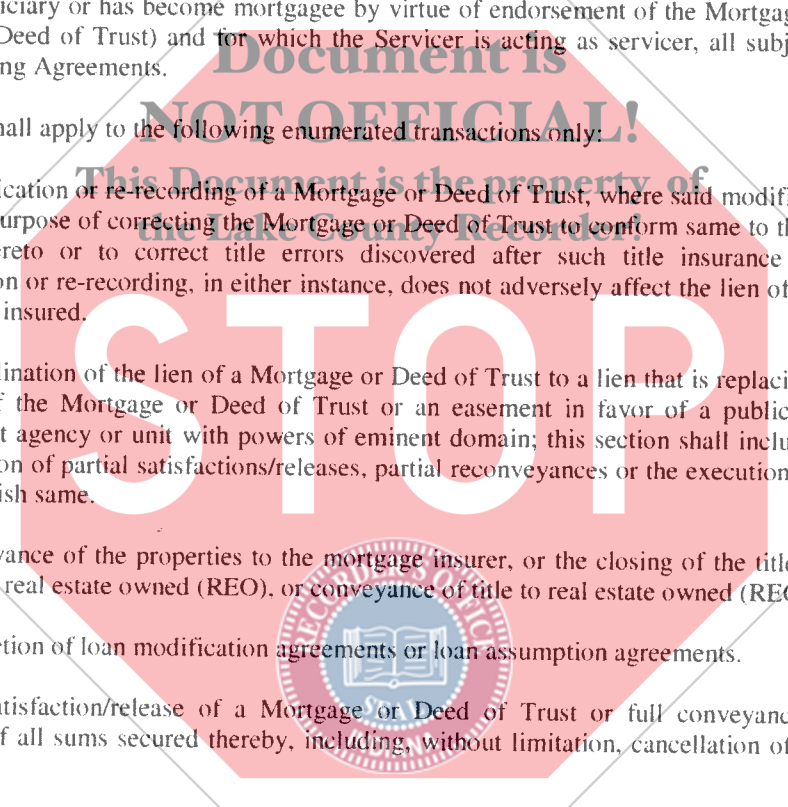 ciary or has become mortgagee by virtue of endorsement of the Mortgag
Deed of Trust) and for which the Servicer is acting as servicer, all subj
ng Agreements.
Document is
NOT OFFICIAL!
This Document is the property of
the Lake County Recorder!
hall apply to the following enumerated transactions only:
ication or re-recording of a Mortgage or Deed of Trust, where said modifi
urpose of correcting the Mortgage or Deed of Trust to conform same to th
reto or to correct title errors discovered after such title insurance
on or re-recording, in either instance, does not adversely affect the lien of
insured.
STOP
lination of the lien of a Mortgage or Deed of Trust to a lien that is replaci
f the Mortgage or Deed of Trust or an easement in favor of a public
t agency or unit with powers of eminent domain; this section shall inclu
on of partial satisfactions/releases, partial reconveyances or the execution
ish same.
vance of the properties to the mortgage insurer, or the closing of the title
real estate owned (REO), or conveyance of title to real estate owned (REO
etion of loan modification agreements or loan assumption agreements.
atisfaction/release of a Mortgage or Deed of Trust or full conveyanc
f all sums secured thereby, including, without limitation, cancellation of
RECORDER'S OFFICE
SEAL
INDIANA